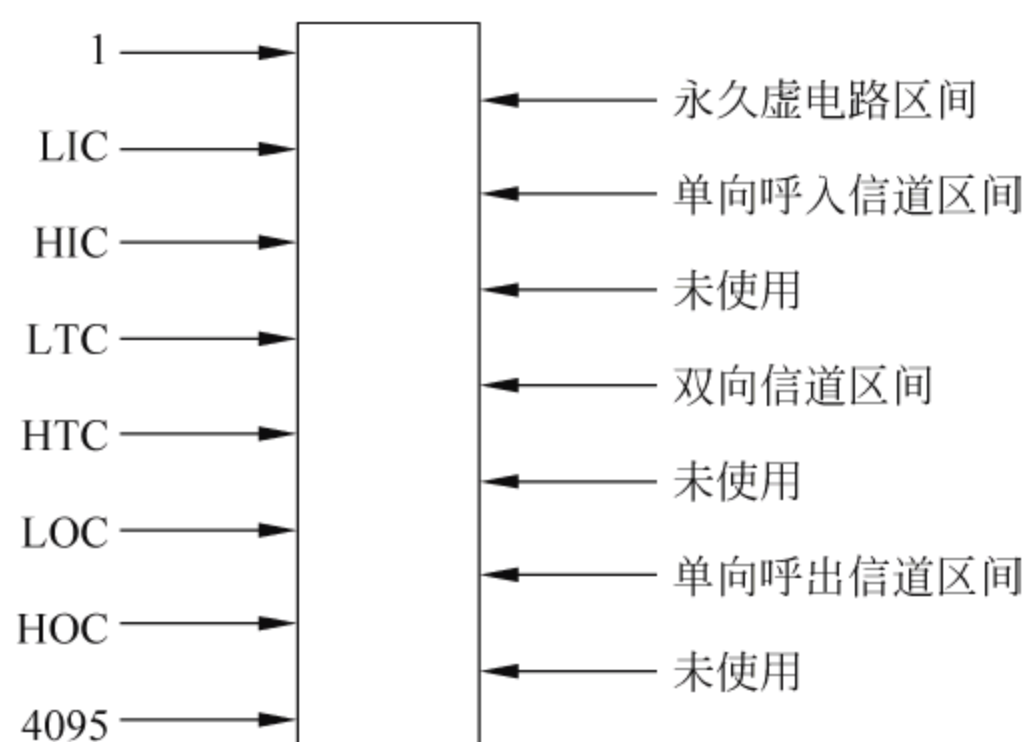 1
永久虚电路区间
LIC
单向呼入信道区间
HIC
未使用
LTC
双向信道区间
HTC
未使用
LOC
单向呼出信道区间
HOC
未使用
4095